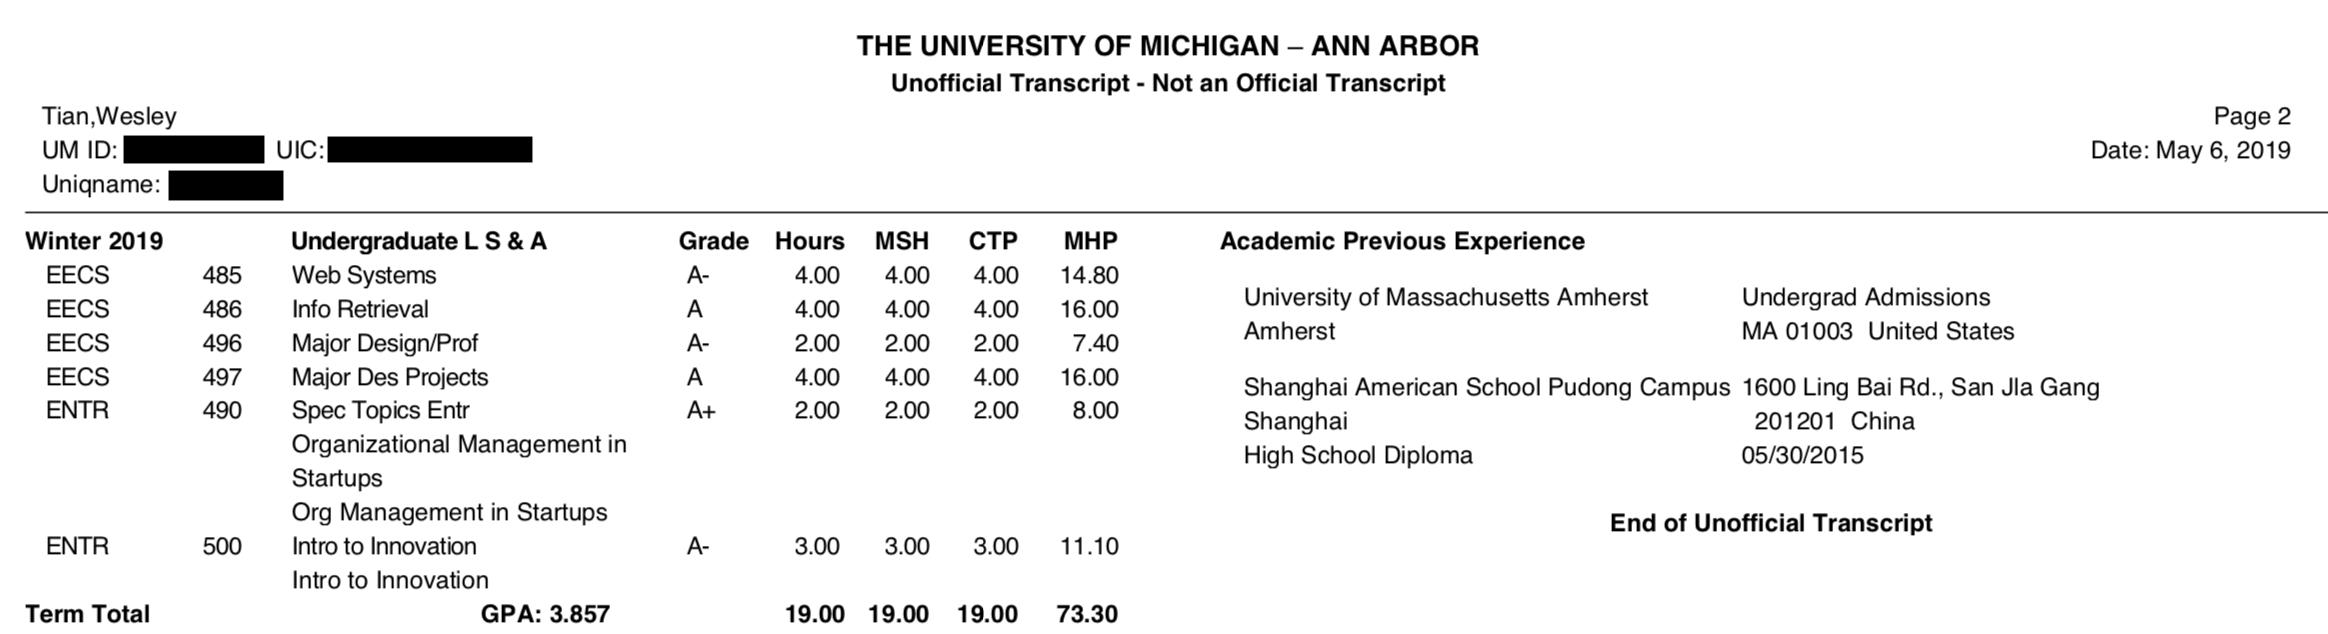 THE UNIVERSITY OF MICHIGAN – ANN ARBOR
Unofficial Transcript - Not an Official Transcript
Tian,Wesley
Page 2
UM ID: UIC:
Date: May 6, 2019
Uniqname:
Winter 2019 Undergraduate L S & A Grade Hours MSH CTP MHP
EECS 485 Web Systems A- 4.00 4.00 4.00 14.80
EECS 486 Info Retrieval A 4.00 4.00 4.00 16.00
EECS 496 Major Design/Prof A- 2.00 2.00 2.00 7.40
EECS 497 Major Des Projects A 4.00 4.00 4.00 16.00
ENTR 490 Spec Topics Entr A+ 2.00 2.00 2.00 8.00
Organizational Management in
Startups
Org Management in Startups
ENTR 500 Intro to Innovation A- 3.00 3.00 3.00 11.10
Intro to Innovation
Term Total GPA: 3.857 19.00 19.00 19.00 73.30
Academic Previous Experience
University of Massachusetts Amherst Undergrad Admissions
Amherst MA 01003 United States
Shanghai American School Pudong Campus 1600 Ling Bai Rd., San JIa Gang
Shanghai 201201 China
High School Diploma 05/30/2015
End of Unofficial Transcript